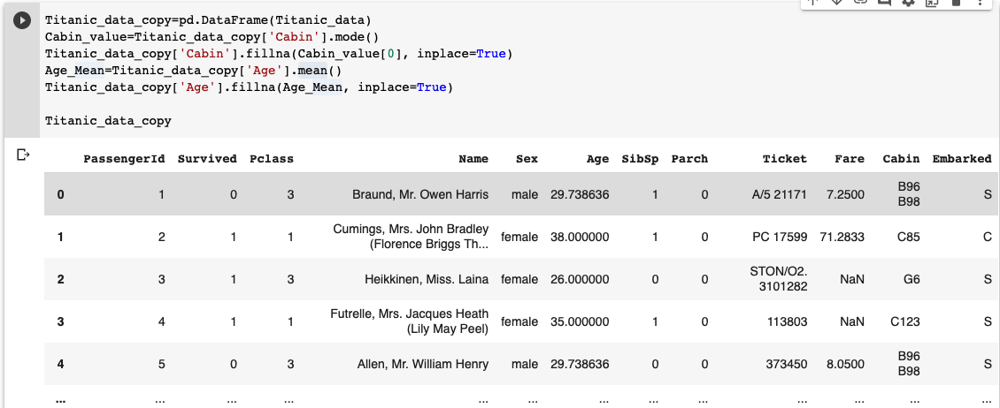 Titanic_data_copy=pd.DataFrame(Titanic_data)
Cabin_value=Titanic_data_copy['Cabin'].mode()
Titanic_data_copy['Cabin'].fillna(Cabin_value[0], inplace=True)
Age_Mean=Titanic_data_copy['Age'].mean()
Titanic_data_copy['Age'].fillna(Age_Mean, inplace=True)
Titanic_data_copy
PassengerId Survived Pclass Name Sex Age SibSp Parch Ticket Fare Cabin Embarked
0 1 0 3 Braund, Mr. Owen Harris male 29.738636 1 0 A/5 21171 7.2500 B96 B98 S
1 2 1 1 Cumings, Mrs. John Bradley (Florence Briggs Th... female 38.000000 1 0 PC 17599 71.2833 C85 C
2 3 1 3 Heikkinen, Miss. Laina female 26.000000 0 0 STON/O2. 3101282 NaN G6 S
3 4 1 1 Futrelle, Mrs. Jacques Heath (Lily May Peel) female 35.000000 1 0 113803 NaN C123 S
4 5 0 3 Allen, Mr. William Henry male 29.738636 0 0 373450 8.0500 B96 B98 S
... ... ... ... ... ... ... ... ... ... ... ... ...